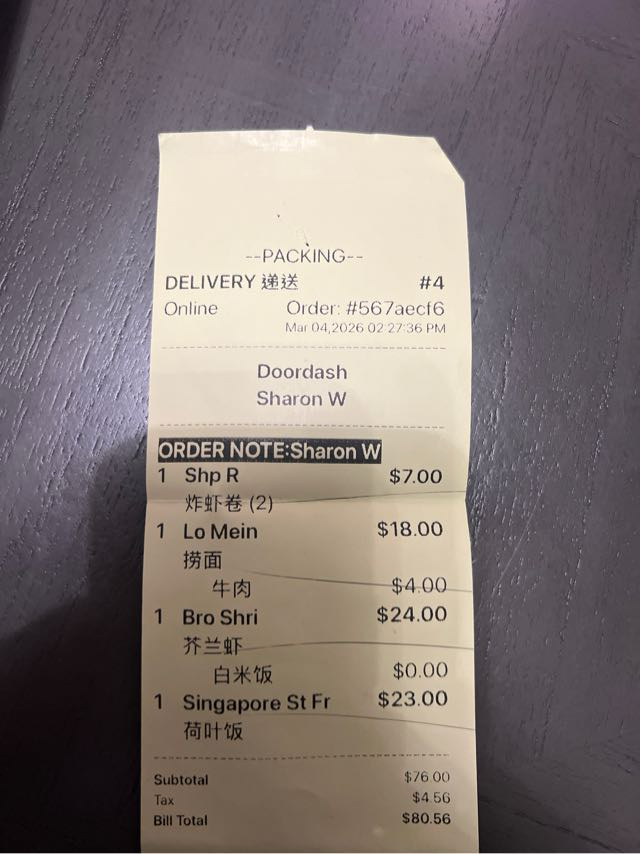 --PACKING--
DELIVERY 递送 #4
Online Order: #567aecf6
Mar 04,2026 02:27:36 PM
Doordash
Sharon W
ORDER NOTE:Sharon W
1 Shp R $7.00
炸虾卷 (2)
1 Lo Mein $18.00
捞面
牛肉 $4.00
1 Bro Shri $24.00
芥兰虾
白米饭 $0.00
1 Singapore St Fr $23.00
荷叶饭
Subtotal $76.00
Tax $4.56
Bill Total $80.56